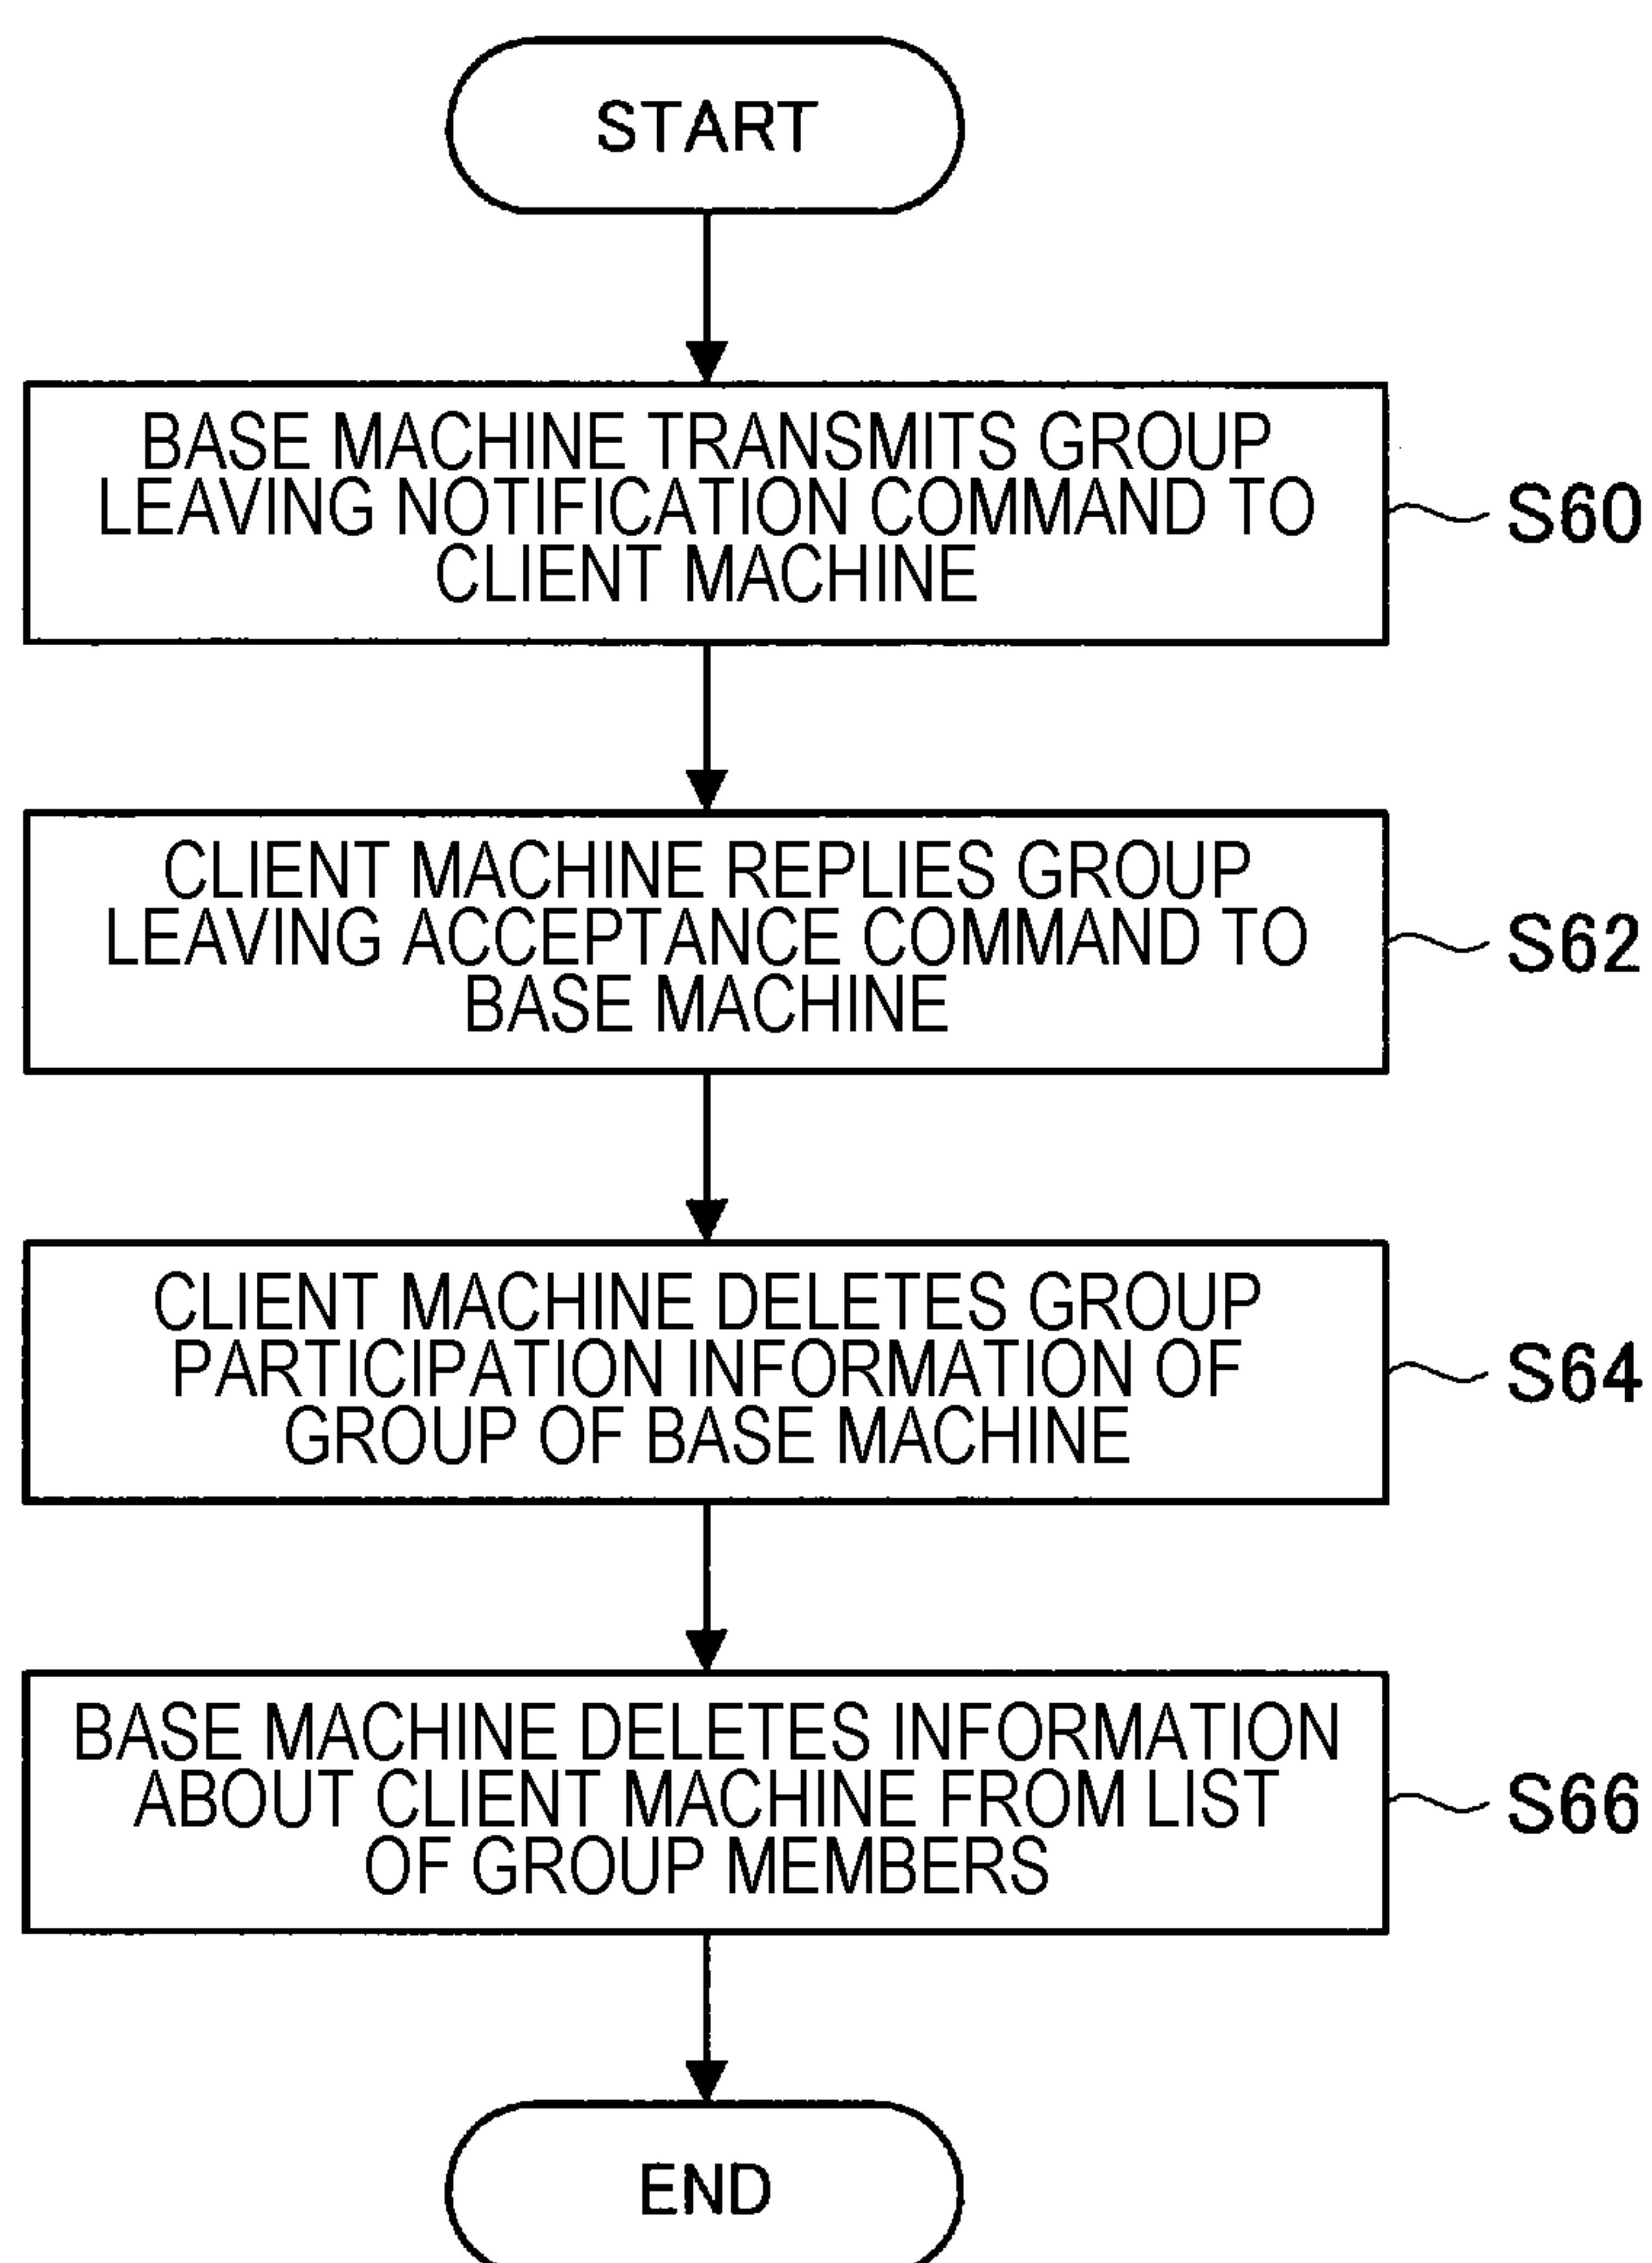 START
BASE MACHINE TRANSMITS GROUP
LEAVING NOTIFICATION COMMAND TO
CLIENT MACHINE
S60
CLIENT MACHINE REPLIES GROUP
LEAVING ACCEPTANCE COMMAND TO
BASE MACHINE
S62
CLIENT MACHINE DELETES GROUP
PARTICIPATION INFORMATION OF
GROUP OF BASE MACHINE
S64
BASE MACHINE DELETES INFORMATION
ABOUT CLIENT MACHINE FROM LIST
OF GROUP MEMBERS
S66
END